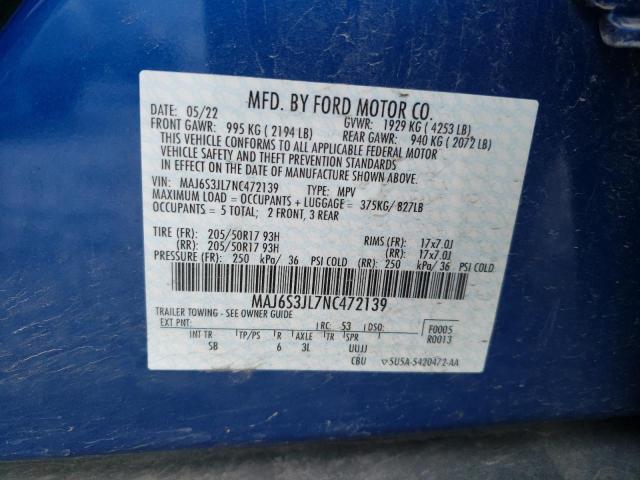 MFD. BY FORD MOTOR CO.
DATE: 05/22 GVWR: 1929 KG ( 4253 LB)
FRONT GAWR: 995 KG ( 2194 LB) REAR GAWR: 940 KG ( 2072 LB)
THIS VEHICLE CONFORMS TO ALL APPLICABLE FEDERAL MOTOR
VEHICLE SAFETY AND THEFT PREVENTION STANDARDS
IN EFFECT ON THE DATE OF MANUFACTURE SHOWN ABOVE
VIN: MAJ6S3JL7NC472139 TYPE: MPV
MAXIMUM LOAD = OCCUPANTS + LUGGAGE = 375KG/ 827LB
OCCUPANTS = 5 TOTAL; 2 FRONT, 3 REAR
TIRE (FR): 205/50R17 93H RIMS (FR): 17x7.0J
(RR): 205/50R17 93H (RR): 17x7.0J
PRESSURE (FR): 250 kPa/ 36 PSI COLD (RR): 250 kPa/ 36 PSI COLD
MAJ6S3JL7NC472139
TRAILER TOWING - SEE OWNER GUIDE
EXT PNT: RC: 53 DSO: F0005
R0013
INT TR TP/PS R AXLE TR SPR
5B 6 3L UUJJ
CBU 5U5A-5420472-AA